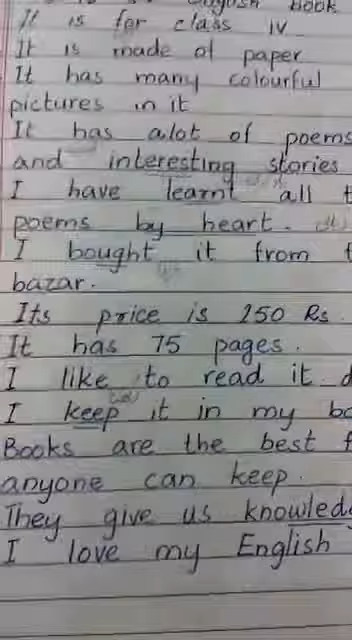 book
It is for class iv
It is made of paper
It has many colourful
pictures in it
It has alot of poems
and interesting stories
I have learnt all t
poems by heart.
I bought it from t
bazar.
Its price is 250 Rs
It has 75 pages.
I like to read it d
I keep it in my b
Books are the best f
anyone can keep.
They give us knowled
I love my English